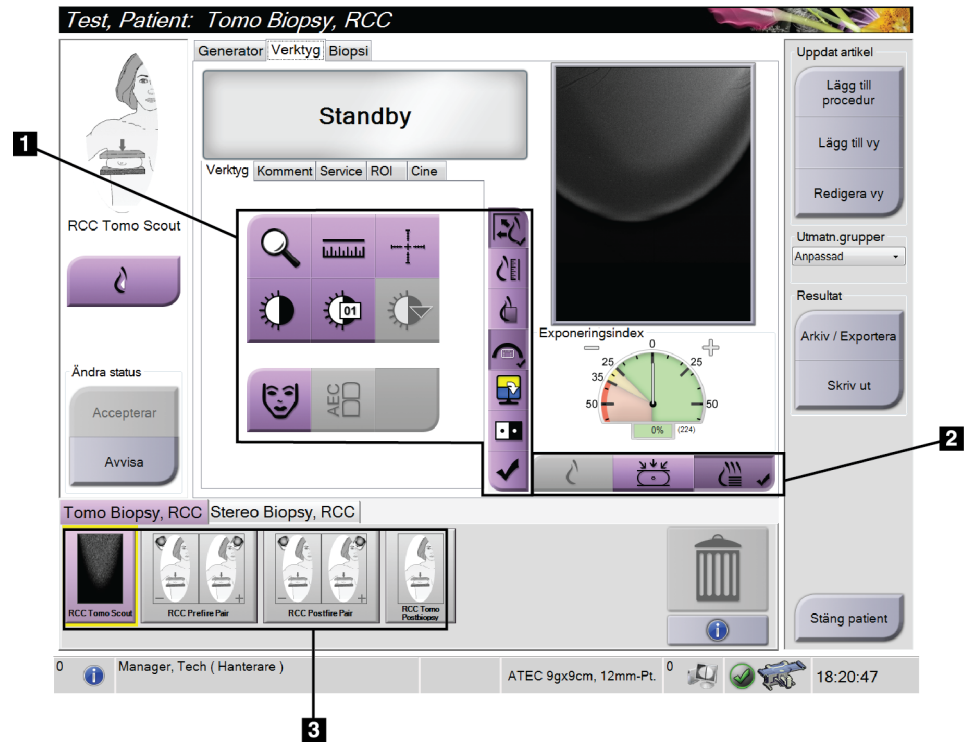 Test, Patient: Tomo Biopsy, RCC
Generator Verktyg Biopsi
Standby
Verktyg Komment Service ROI Cine
1
RCC Tomo Scout
01
AEC
Ändra status
Accepterar
Avvisa
Exponeringsindex
0
25 25
35
50 50
0% (224)
2
Uppdat artikel
Lägg till
procedur
Lägg till vy
Redigera vy
Utmatn.grupper
Anpassad
Resultat
Arkiv / Exportera
Skriv ut
Tomo Biopsy, RCC Stereo Biopsy, RCC
RCC Tomo Scout
RCC Prefire Pair
RCC Postfire Pair
RCC Tomo
Postbiopsy
3
Stäng patient
0 Manager, Tech ( Hanterare ) ATEC 9gx9cm, 12mm-Pt. 0 18:20:47